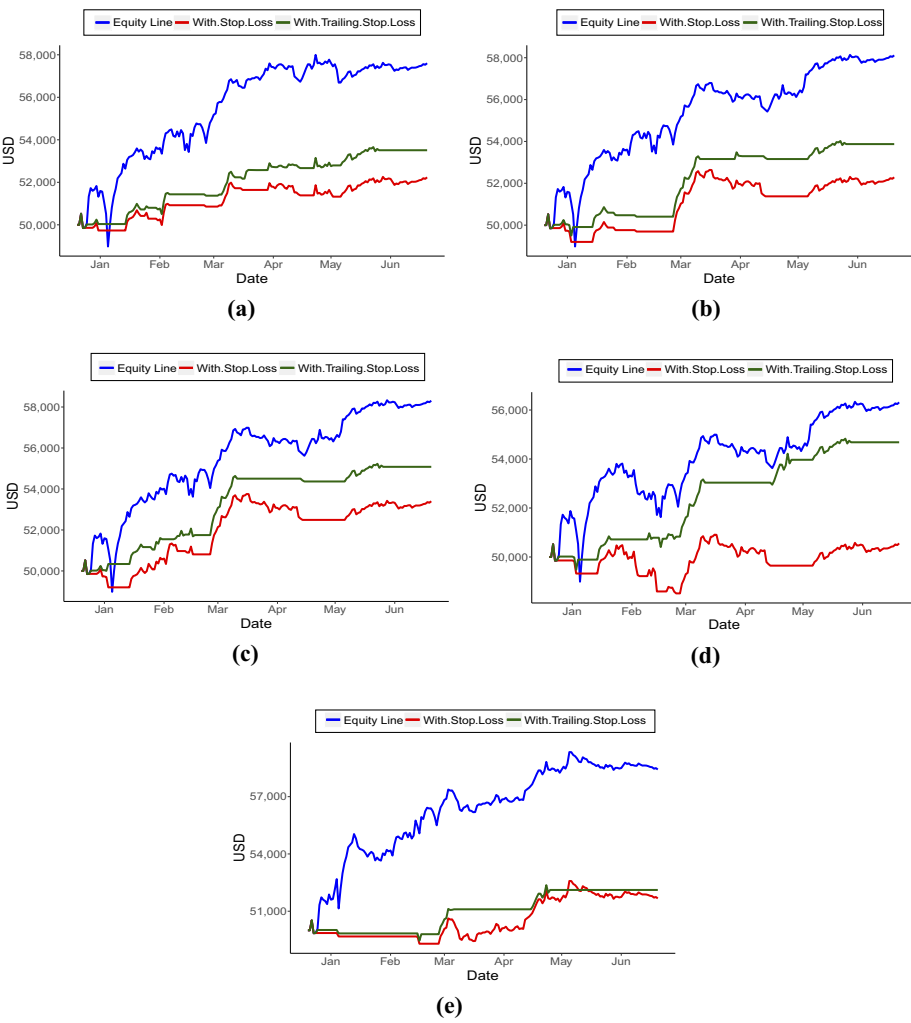 Equity Line With.Stop.Loss With.Trailing.Stop.Loss
58,000
56,000
54,000
52,000
50,000
USD
Jan Feb Mar Apr May Jun
Date
(a)
Equity Line With.Stop.Loss With.Trailing.Stop.Loss
58,000
56,000
54,000
52,000
50,000
USD
Jan Feb Mar Apr May Jun
Date
(b)
Equity Line With.Stop.Loss With.Trailing.Stop.Loss
58,000
56,000
54,000
52,000
50,000
USD
Jan Feb Mar Apr May Jun
Date
(c)
Equity Line With.Stop.Loss With.Trailing.Stop.Loss
56,000
54,000
52,000
50,000
USD
Jan Feb Mar Apr May Jun
Date
(d)
Equity Line With.Stop.Loss With.Trailing.Stop.Loss
57,000
54,000
51,000
USD
Jan Feb Mar Apr May Jun
Date
(e)